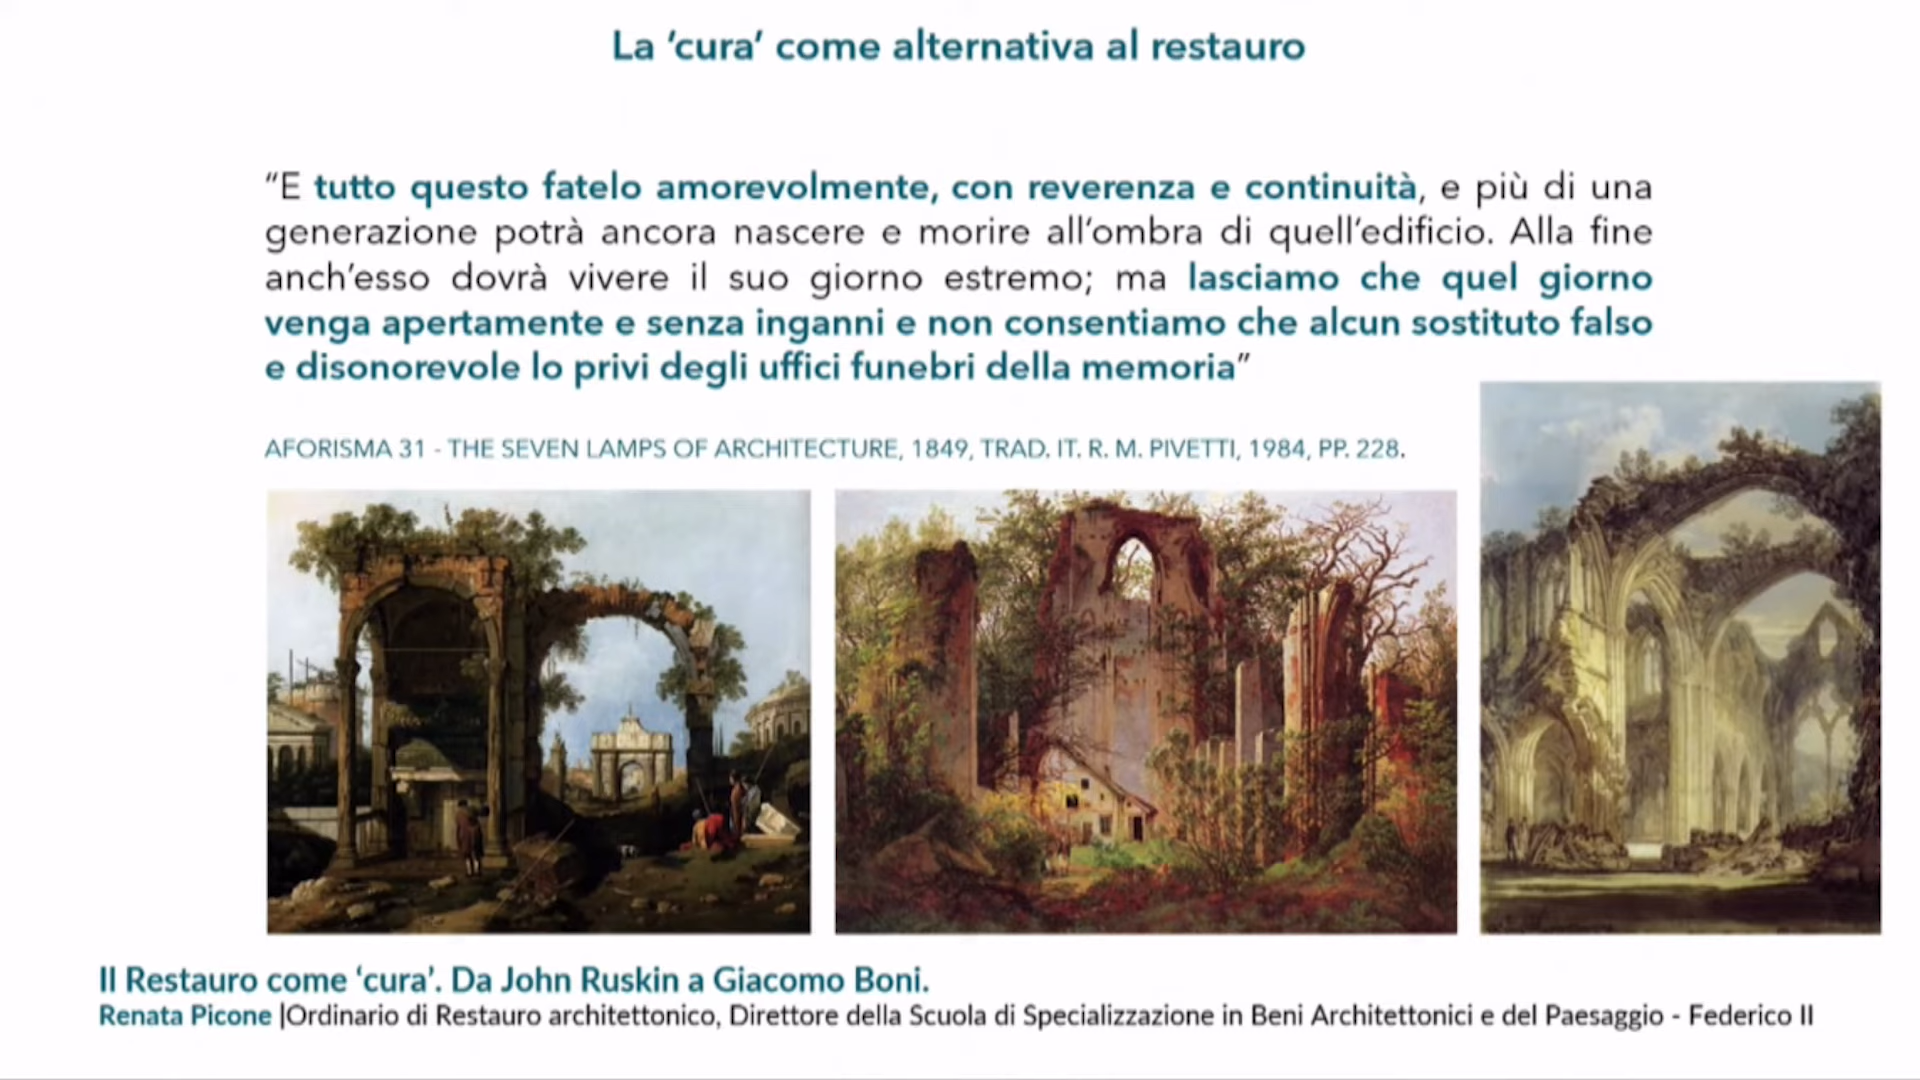 La ‘cura’ come alternativa al restauro
“E tutto questo fatelo amorevolmente, con reverenza e continuità, e più di una
generazione potrà ancora nascere e morire all’ombra di quell’edificio. Alla fine
anch’esso dovrà vivere il suo giorno estremo; ma lasciamo che quel giorno
venga apertamente e senza inganni e non consentiamo che alcun sostituto falso
e disonorevole lo privi degli uffici funebri della memoria”
AFORISMA 31 - THE SEVEN LAMPS OF ARCHITECTURE, 1849, TRAD. IT. R. M. PIVETTI, 1984, PP. 228.
Il Restauro come ‘cura’. Da John Ruskin a Giacomo Boni.
Renata Picone |Ordinario di Restauro architettonico, Direttore della Scuola di Specializzazione in Beni Architettonici e del Paesaggio - Federico II